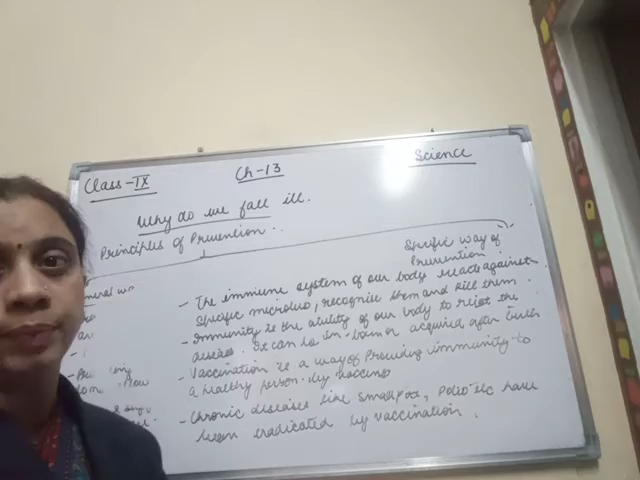 Class-IX
Ch-13
Science
Why do we fall ill.
Principles of Prevention.
Specific way of
Prevention
- The immune system of our body reacts against
specific microbes, recognise them and kill them.
- Immunity is the ability of our body to resist the
It can be in-born or acquired after birth
- Vaccination is a way of Providing immunity to
a healthy person by vaccine
- Chronic diseases like smallpox, Polio etc have
been eradicated by vaccination.